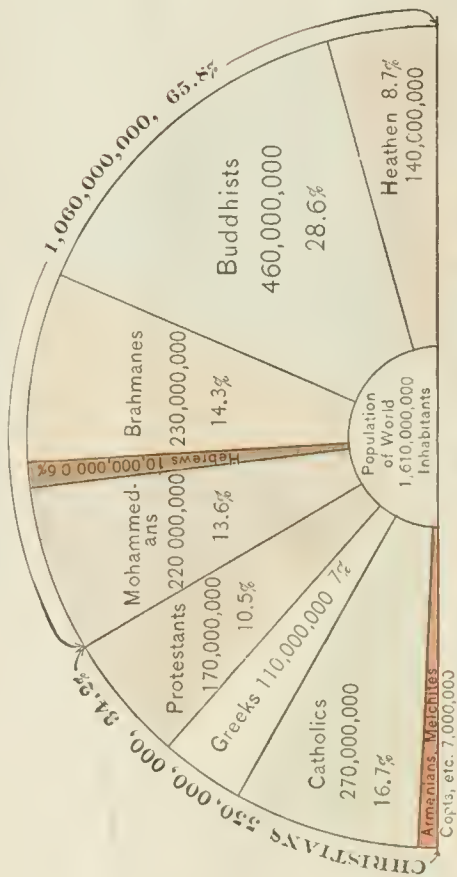 1,060,000,000, 65.8%
CHRISTIANS 550,000,000, 34.2%
Armenians, Melchites
Copts, etc. 7,000,000
Catholics
270,000,000
16.7%
Greeks 110,000,000 7%
Protestants
170,000,000
10.5%
Mohammed-
ans
220 000,000
13.6%
Hebrews 10,000,000 0.6%
Brahmanes
230,000,000
14.3%
Buddhists
460,000,000
28.6%
Heathen 8.7%
140,000,000
Population
of World
1,610,000,000
Inhabitants